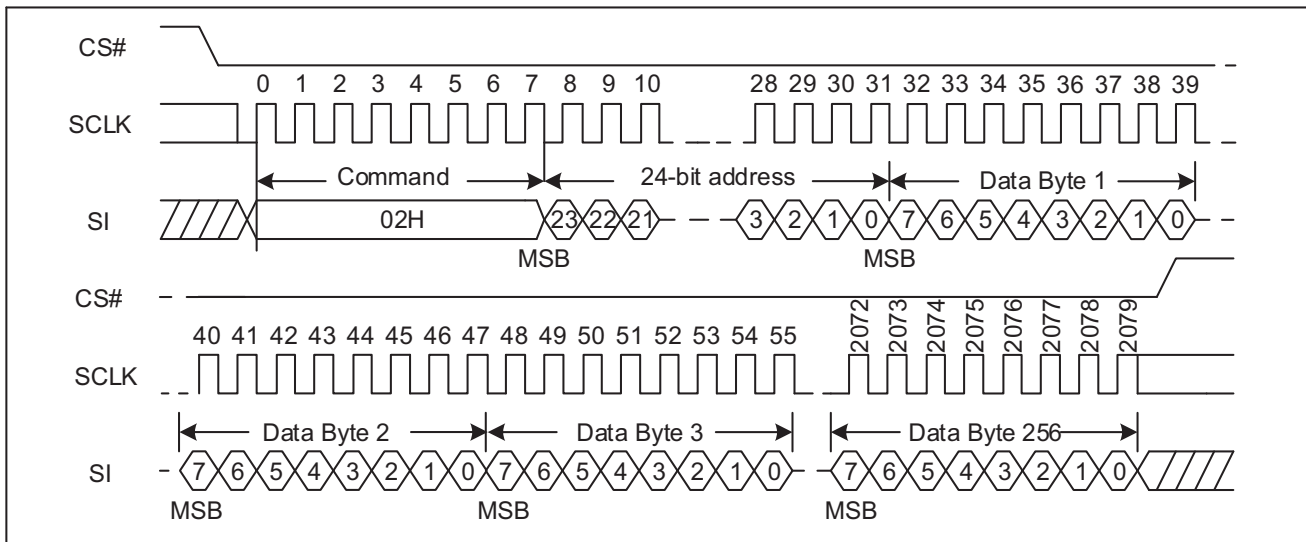 CS#
0 1 2 3 4 5 6 7 8 9 10 28 29 30 31 32 33 34 35 36 37 38 39
SCLK
Command 24-bit address Data Byte 1
SI 02H 23 22 21 3 2 1 0 7 6 5 4 3 2 1 0
MSB MSB
CS#
40 41 42 43 44 45 46 47 48 49 50 51 52 53 54 55 2072 2073 2074 2075 2076 2077 2078 2079
SCLK
Data Byte 2 Data Byte 3 Data Byte 256
SI 7 6 5 4 3 2 1 0 7 6 5 4 3 2 1 0 7 6 5 4 3 2 1 0
MSB MSB MSB